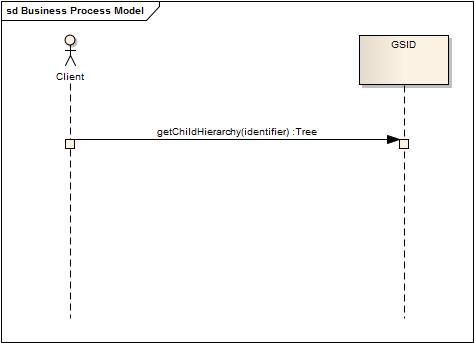 sd Business Process Model
Client
GSID
getChildHierarchy(identifier) :Tree